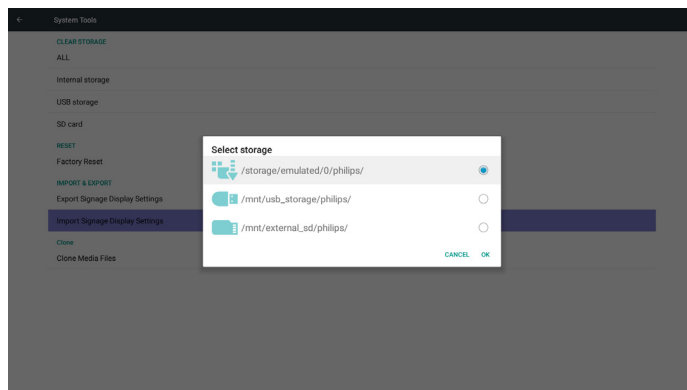 System Tools
CLEAR STORAGE
ALL
Internal storage
USB storage
SD card
RESET
Factory Reset
IMPORT & EXPORT
Export Signage Display Settings
Import Signage Display Settings
Clone
Clone Media Files
Select storage
/storage/emulated/0/philips/
/mnt/usb_storage/philips/
/mnt/external_sd/philips/
CANCEL OK